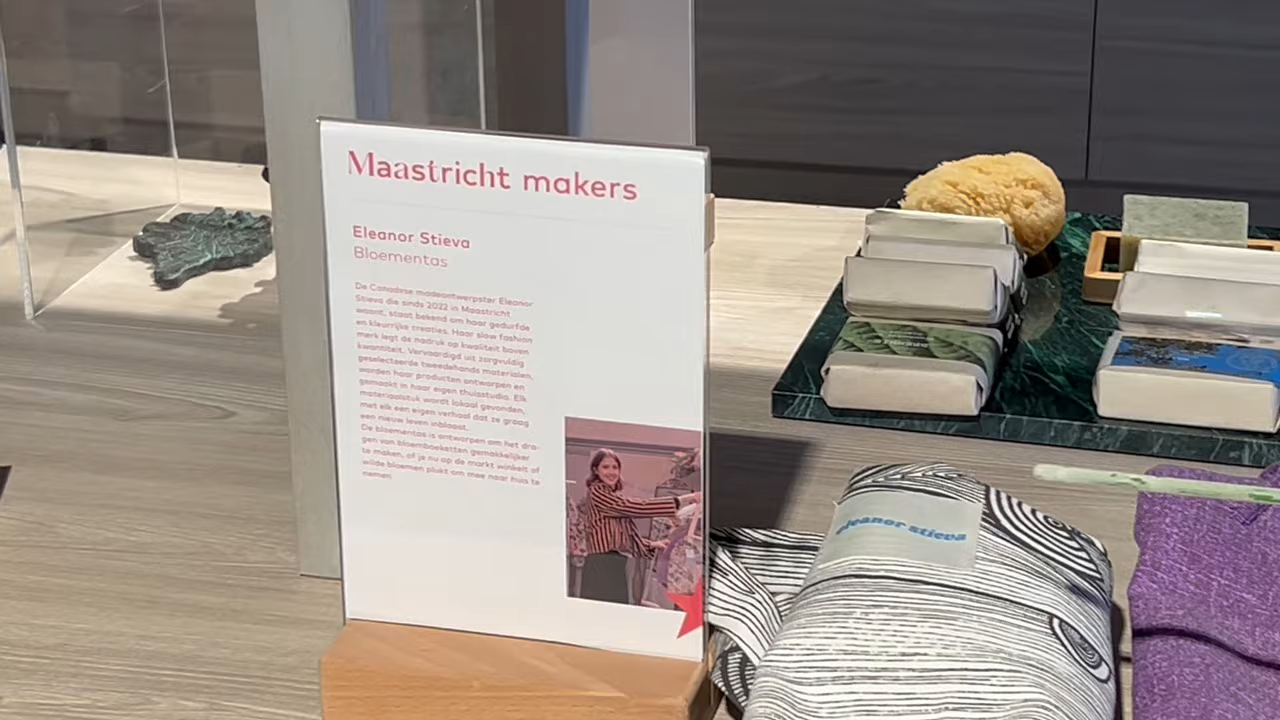 Maastricht makers
Eleanor Stieva
Bloementas
De Canadese modeontwerpster Eleanor
Stieva die sinds 2022 in Maastricht
woont, staat bekend om haar gedurfde
en kleurrijke creaties. Haar slow fashion
merk legt de nadruk op kwaliteit boven
kwantiteit. Vervaardigd uit zorgvuldig
geselecteerde tweedehands materialen,
worden haar producten ontworpen en
gemaakt in haar eigen thuisstudio. Elk
materiaalstuk wordt lokaal gevonden,
met elk een eigen verhaal dat ze graag
een nieuw leven inblaast.
De bloementas is ontworpen om het dra-
gen van bloemboeketten gemakkelijker
te maken, of je nu op de markt winkelt of
wilde bloemen plukt om mee naar huis te
nemen.
eleanor stieva